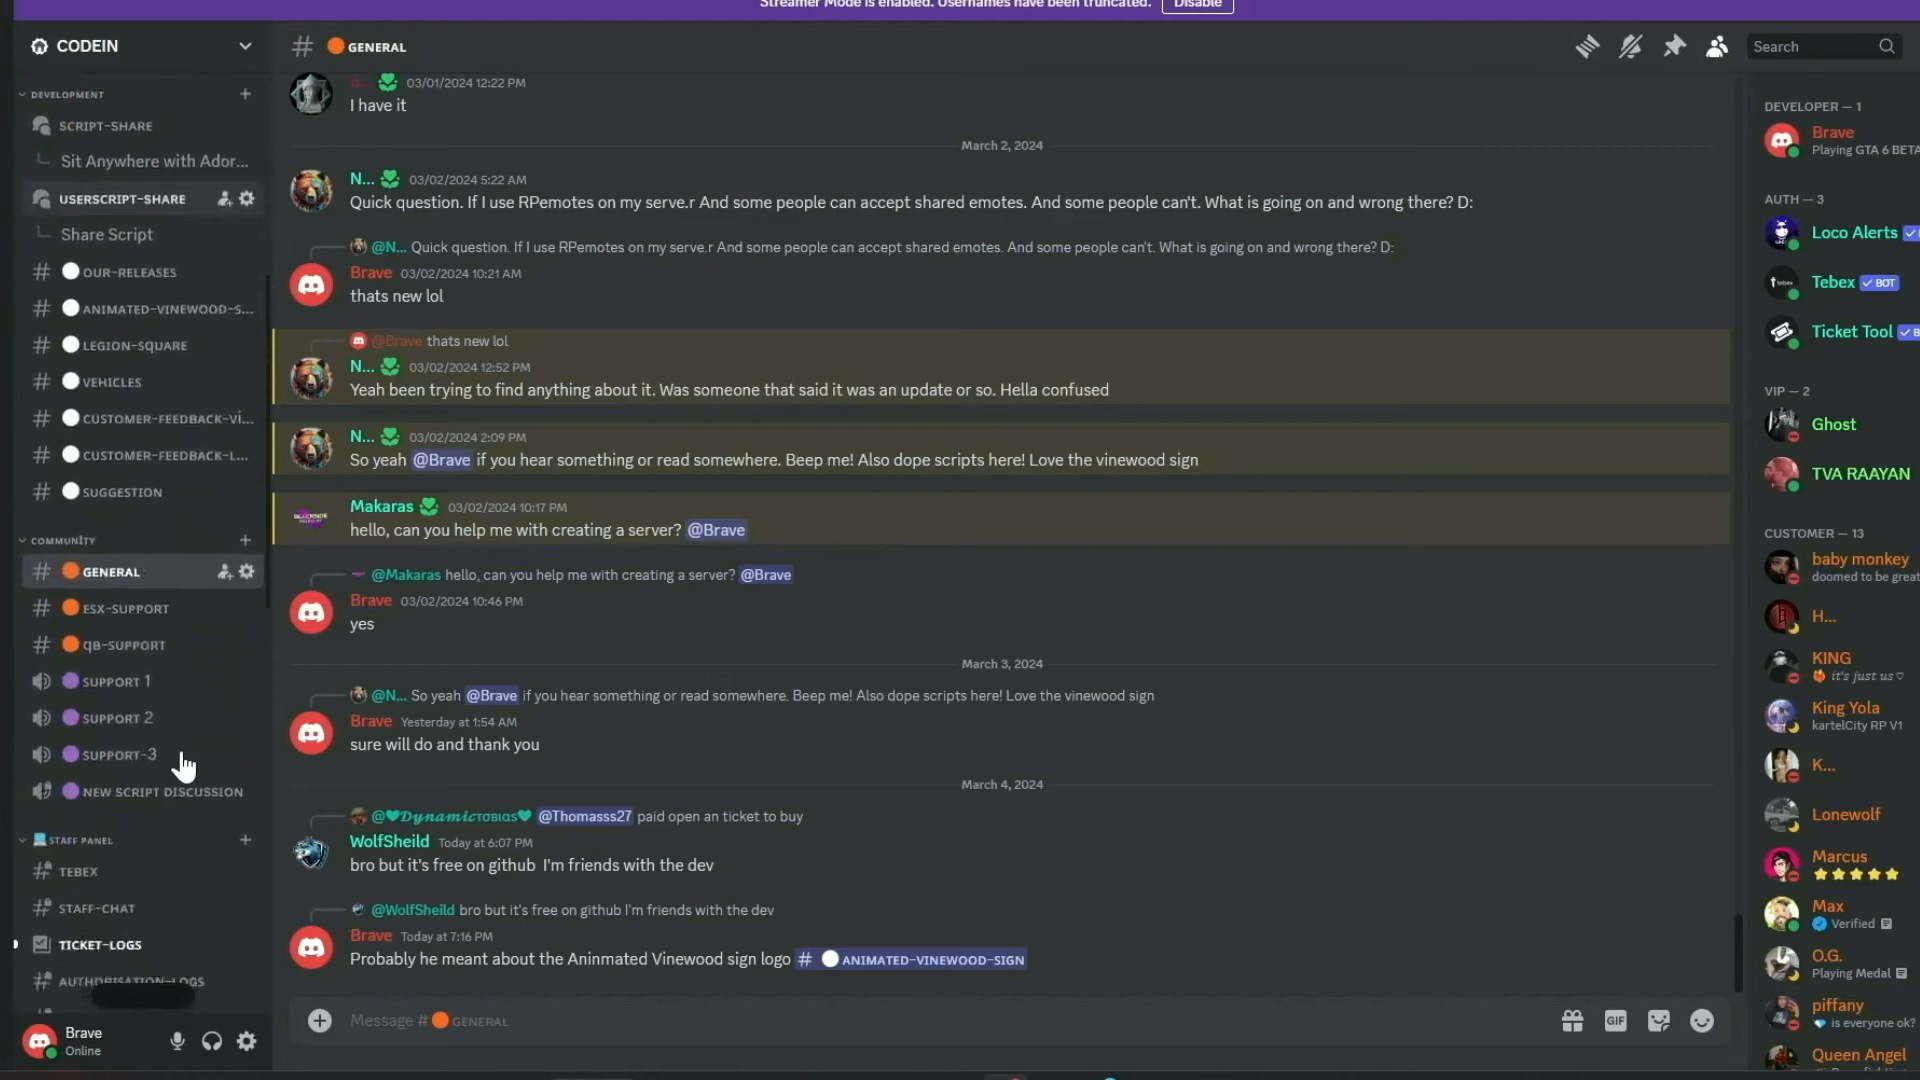 Streamer Mode is enabled. Usernames have been truncated. Disable
CODEIN
DEVELOPMENT
SCRIPT-SHARE
Sit Anywhere with Ador...
USERSCRIPT-SHARE
Share Script
OUR-RELEASES
ANIMATED-VINEWOOD-S...
LEGION-SQUARE
VEHICLES
CUSTOMER-FEEDBACK-Vi...
CUSTOMER-FEEDBACK-L...
SUGGESTION
COMMUNITY
GENERAL
ESX-SUPPORT
QB-SUPPORT
SUPPORT 1
SUPPORT 2
SUPPORT-3
NEW SCRIPT DISCUSSION
STAFF PANEL
TEBEX
STAFF-CHAT
TICKET-LOGS
AUTHORISATION-LOGS
Brave
Online
# GENERAL
Search
03/01/2024 12:22 PM
I have it
March 2, 2024
N... 03/02/2024 5:22 AM
Quick question. If I use RPemotes on my serve.r And some people can accept shared emotes. And some people can't. What is going on and wrong there? D:
@N... Quick question. If I use RPemotes on my serve.r And some people can accept shared emotes. And some people can't. What is going on and wrong there? D:
Brave 03/02/2024 10:21 AM
thats new lol
@Brave thats new lol
N... 03/02/2024 12:52 PM
Yeah been trying to find anything about it. Was someone that said it was an update or so. Hella confused
N... 03/02/2024 2:09 PM
So yeah @Brave if you hear something or read somewhere. Beep me! Also dope scripts here! Love the vinewood sign
Makaras 03/02/2024 10:17 PM
hello, can you help me with creating a server? @Brave
@Makaras hello, can you help me with creating a server? @Brave
Brave 03/02/2024 10:46 PM
yes
March 3, 2024
@N... So yeah @Brave if you hear something or read somewhere. Beep me! Also dope scripts here! Love the vinewood sign
Brave Yesterday at 1:54 AM
sure will do and thank you
March 4, 2024
@♥𝓓𝔂𝓷𝓪𝓶𝓲𝓬тσвιαs♥ @Thomasss27 paid open an ticket to buy
WolfSheild Today at 6:07 PM
bro but it's free on github I'm friends with the dev
@WolfSheild bro but it's free on github I'm friends with the dev
Brave Today at 7:16 PM
Probably he meant about the Aninmated Vinewood sign logo # ANIMATED-VINEWOOD-SIGN
Message # GENERAL
GIF
DEVELOPER — 1
Brave
Playing GTA 6 BETA
AUTH — 3
Loco Alerts
Tebex BOT
Ticket Tool B
VIP — 2
Ghost
TVA RAAYAN
CUSTOMER — 13
baby monkey
doomed to be great
H...
KING
it's just us ♡
King Yola
kartelCity RP V1
K...
Lonewolf
Marcus
Max
Verified
O.G.
Playing Medal
piffany
is everyone ok?
Queen Angel